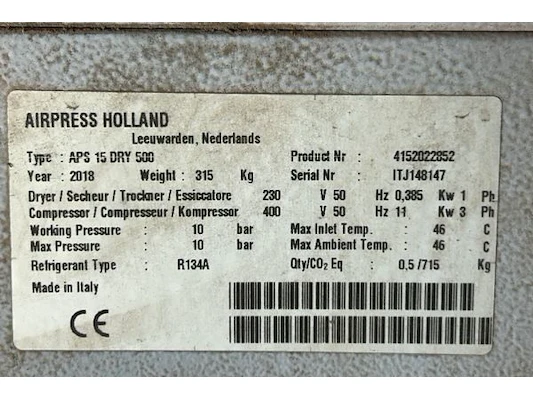 AIRPRESS HOLLAND
Leeuwarden, Nederlands
Type : APS 15 DRY 500 Product Nr : 4152022852
Year : 2018 Weight : 315 Kg Serial Nr : ITJ148147
Dryer / Secheur / Trockner / Essiccatore 230 V 50 Hz 0,385 Kw 1 Ph
Compressor / Compresseur / Kompressor 400 V 50 Hz 11 Kw 3 Ph
Working Pressure : 10 bar Max Inlet Temp. : 46 C
Max Pressure : 10 bar Max Ambient Temp. : 46 C
Refrigerant Type : R134A Qty/CO₂ Eq : 0,5 /715 Kg
Made in Italy
CE